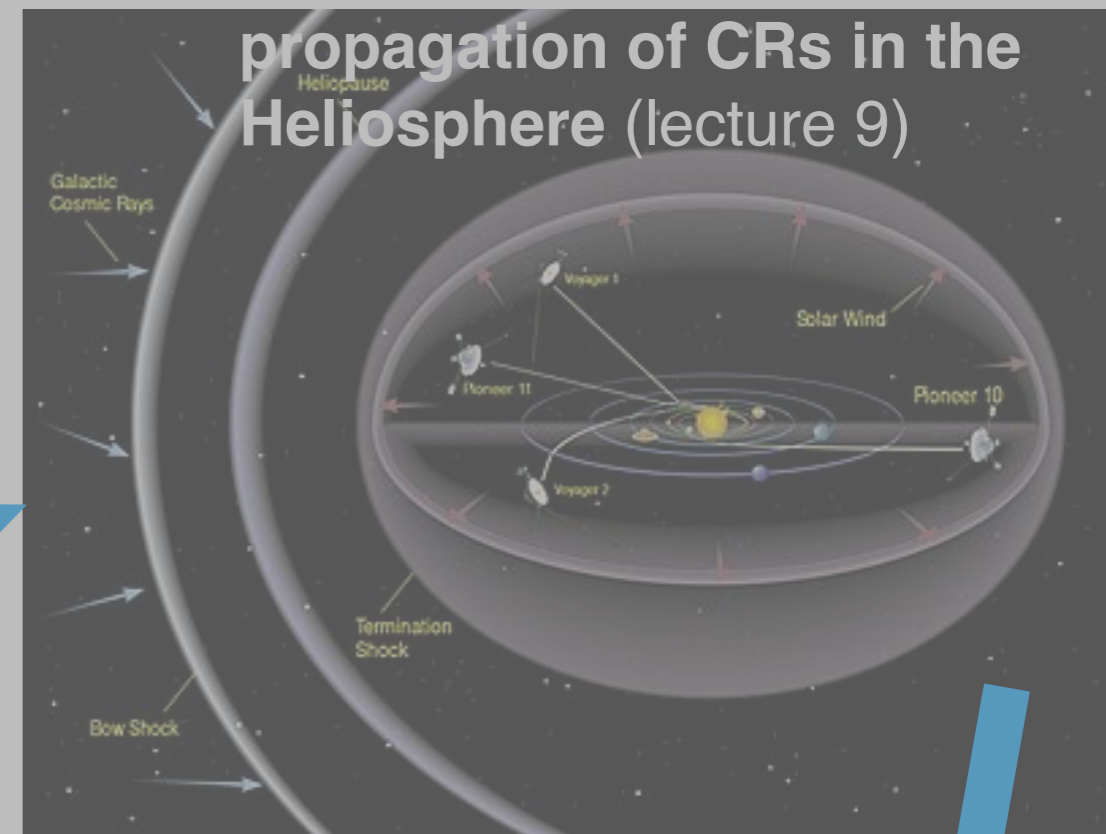 propagation of CRs in the
Heliopause
Heliosphere (lecture 9)
Galactic
Cosmic Rays
Voyager 1
Solar Wind
Pioneer 11
Pioneer 10
Voyager 2
Termination
Shock
Bow Shock